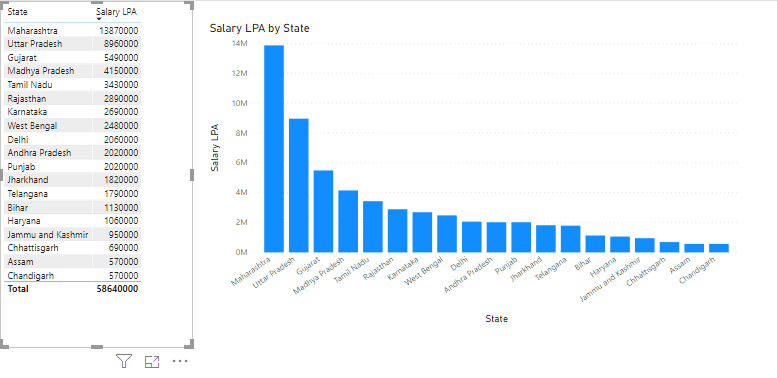 State Salary LPA
Maharashtra 13870000
Uttar Pradesh 8960000
Gujarat 5490000
Madhya Pradesh 4150000
Tamil Nadu 3430000
Rajasthan 2890000
Karnataka 2690000
West Bengal 2480000
Delhi 2060000
Andhra Pradesh 2020000
Punjab 2020000
Jharkhand 1820000
Telangana 1790000
Bihar 1130000
Haryana 1060000
Jammu and Kashmir 950000
Chhattisgarh 690000
Assam 570000
Chandigarh 570000
Total 58640000
Salary LPA by State
Salary LPA
14M
12M
10M
8M
6M
4M
2M
0M
Maharashtra
Uttar Pradesh
Gujarat
Madhya Pradesh
Tamil Nadu
Rajasthan
Karnataka
West Bengal
Delhi
Andhra Pradesh
Punjab
Jharkhand
Telangana
Bihar
Haryana
Jammu and Kashmir
Chhattisgarh
Assam
Chandigarh
State